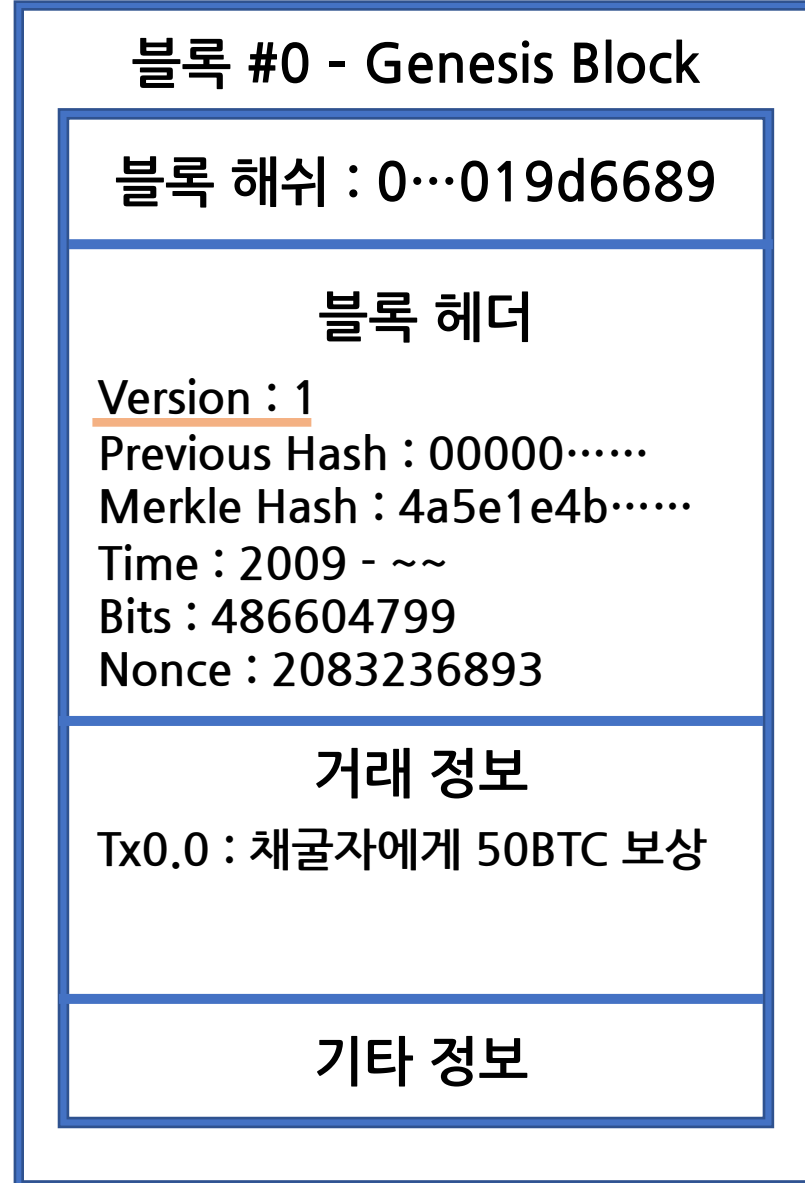 블록 #0 - Genesis Block
블록 해쉬 : 0…019d6689
블록 헤더
Version : 1
Previous Hash : 00000……
Merkle Hash : 4a5e1e4b……
Time : 2009 - ~~
Bits : 486604799
Nonce : 2083236893
거래 정보
Tx0.0 : 채굴자에게 50BTC 보상
기타 정보